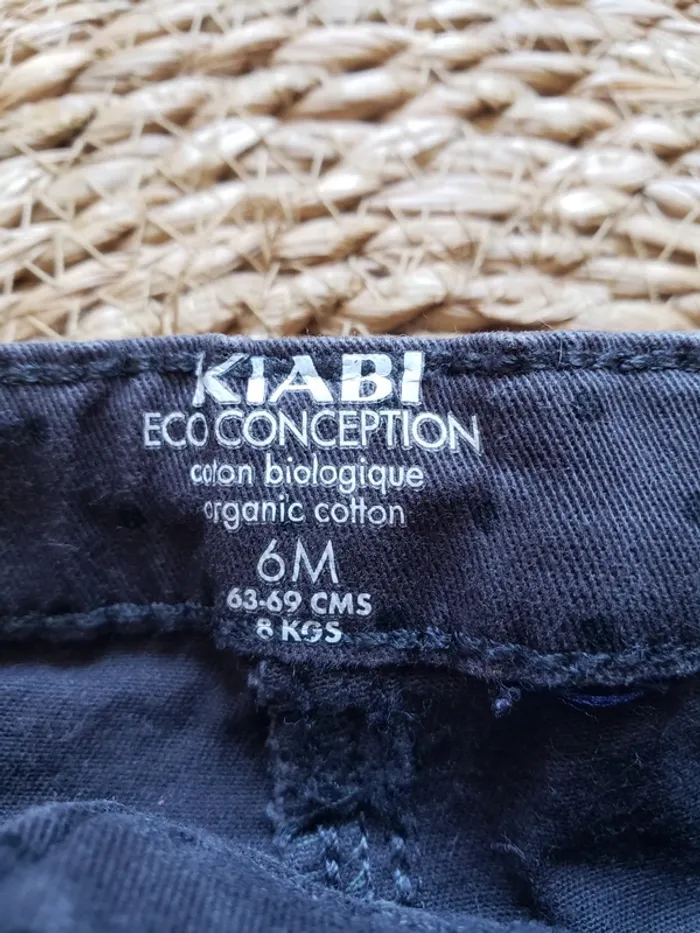 KIABI
ECO CONCEPTION
coton biologique
organic cotton
6M
63-69 CMS
8 KGS